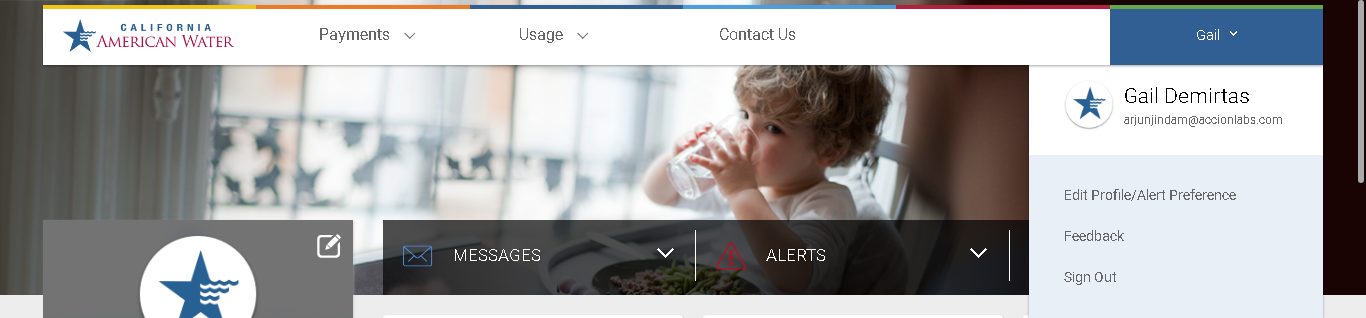 CALIFORNIA
AMERICAN WATER
Payments
Usage
Contact Us
Gail
Gail Demirtas
arjunjindam@accionlabs.com
Edit Profile/Alert Preference
Feedback
Sign Out
MESSAGES
ALERTS